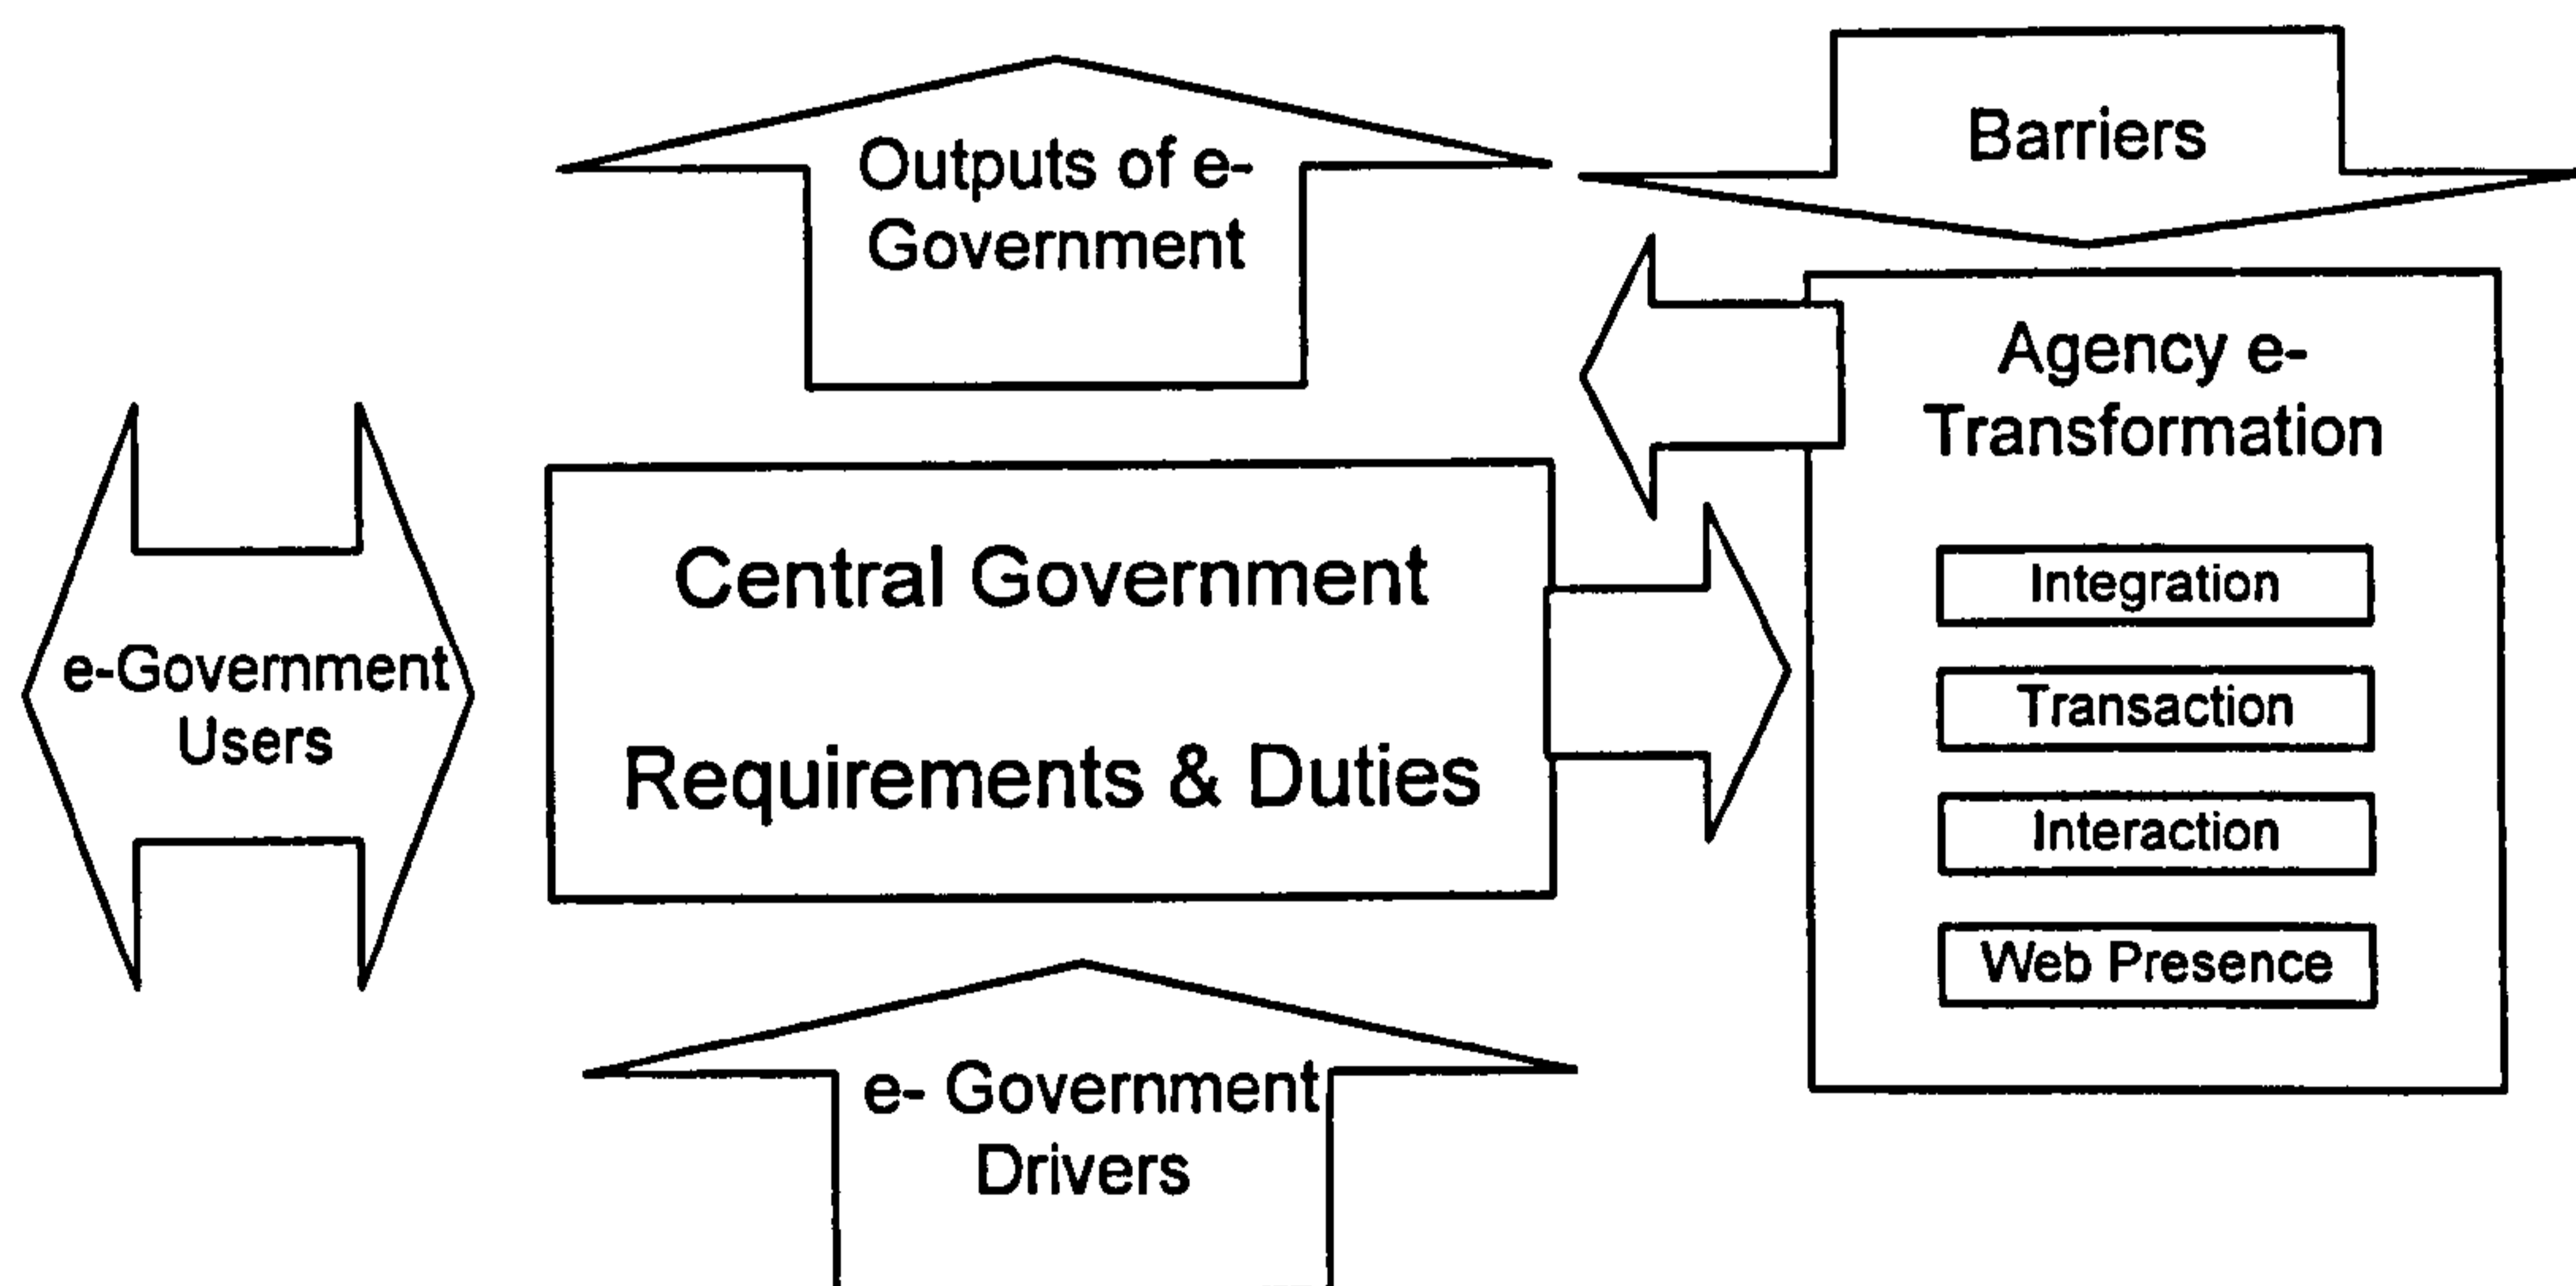 Outputs of e-
Government
Barriers
Agency e-
Transformation
Integration
Transaction
Interaction
Web Presence
Central Government
Requirements & Duties
e-Government
Users
e- Government
Drivers